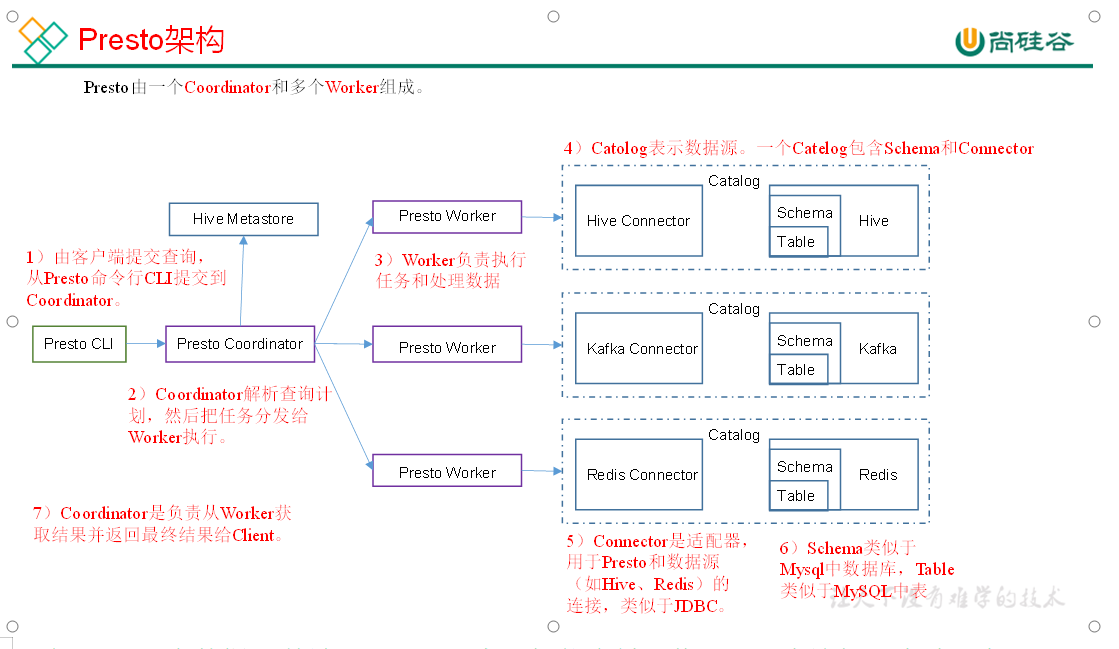 Presto架构
尚硅谷
Presto由一个Coordinator和多个Worker组成。
4）Catolog表示数据源。一个Catelog包含Schema和Connector
Catalog
Hive Metastore
Presto Worker
Hive Connector
Schema
Table
Hive
1）由客户端提交查询，
从Presto命令行CLI提交到
Coordinator。
3）Worker负责执行
任务和处理数据
Catalog
Presto CLI
Presto Coordinator
Presto Worker
Kafka Connector
Schema
Table
Kafka
2）Coordinator解析查询计
划，然后把任务分发给
Worker执行。
Catalog
Presto Worker
Redis Connector
Schema
Table
Redis
7）Coordinator是负责从Worker获
取结果并返回最终结果给Client。
5）Connector是适配器，
用于Presto和数据源
（如Hive、Redis）的
连接，类似于JDBC。
6）Schema类似于
Mysql中数据库，Table
类似于MySQL中表
让天下没有难学的技术